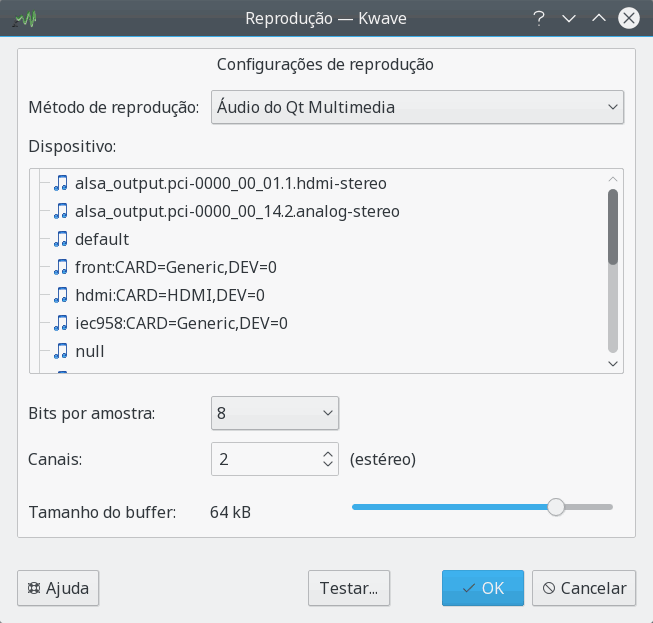 Reprodução — Kwave
Configurações de reprodução
Método de reprodução: Áudio do Qt Multimedia
Dispositivo:
alsa_output.pci-0000_00_01.1.hdmi-stereo
alsa_output.pci-0000_00_14.2.analog-stereo
default
front:CARD=Generic,DEV=0
hdmi:CARD=HDMI,DEV=0
iec958:CARD=Generic,DEV=0
null
Bits por amostra: 8
Canais: 2 (estéreo)
Tamanho do buffer: 64 kB
Ajuda Testar... OK Cancelar